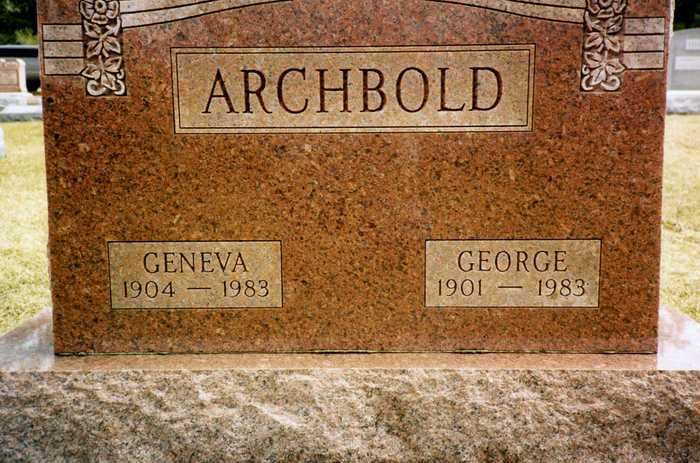 ARCHBOLD
GENEVA
1904 — 1983
GEORGE
1901 — 1983